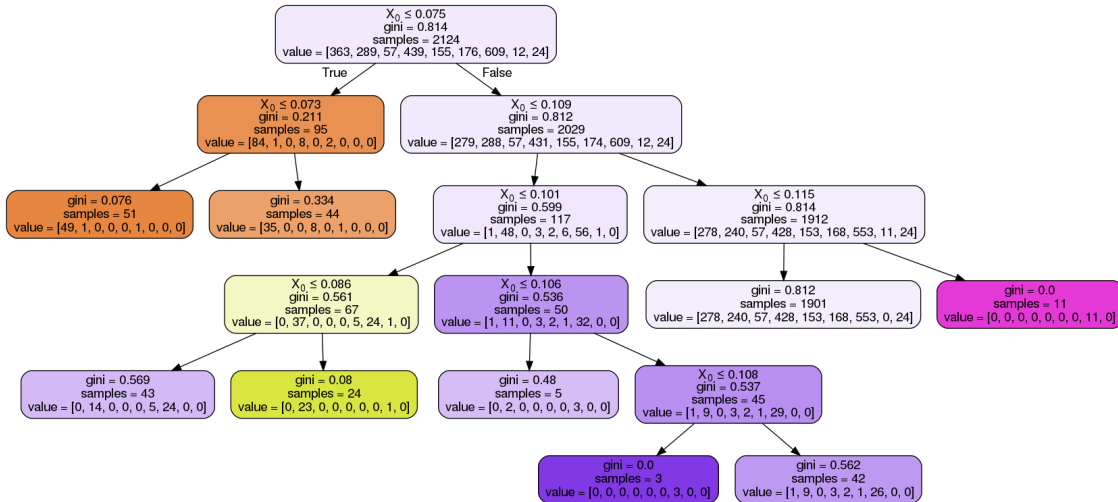 X0 ≤ 0.075
gini = 0.814
samples = 2124
value = [363, 289, 57, 439, 155, 176, 609, 12, 24]
True
False
X0 ≤ 0.073
gini = 0.211
samples = 95
value = [84, 1, 0, 8, 0, 2, 0, 0, 0]
X0 ≤ 0.109
gini = 0.812
samples = 2029
value = [279, 288, 57, 431, 155, 174, 609, 12, 24]
gini = 0.076
samples = 51
value = [49, 1, 0, 0, 0, 1, 0, 0, 0]
gini = 0.334
samples = 44
value = [35, 0, 0, 8, 0, 1, 0, 0, 0]
X0 ≤ 0.101
gini = 0.599
samples = 117
value = [1, 48, 0, 3, 2, 6, 56, 1, 0]
X0 ≤ 0.115
gini = 0.814
samples = 1912
value = [278, 240, 57, 428, 153, 168, 553, 11, 24]
X0 ≤ 0.086
gini = 0.561
samples = 67
value = [0, 37, 0, 0, 0, 5, 24, 1, 0]
X0 ≤ 0.106
gini = 0.536
samples = 50
value = [1, 11, 0, 3, 2, 1, 32, 0, 0]
gini = 0.812
samples = 1901
value = [278, 240, 57, 428, 153, 168, 553, 0, 24]
gini = 0.0
samples = 11
value = [0, 0, 0, 0, 0, 0, 0, 11, 0]
gini = 0.569
samples = 43
value = [0, 14, 0, 0, 0, 5, 24, 0, 0]
gini = 0.08
samples = 24
value = [0, 23, 0, 0, 0, 0, 0, 1, 0]
gini = 0.48
samples = 5
value = [0, 2, 0, 0, 0, 0, 3, 0, 0]
X0 ≤ 0.108
gini = 0.537
samples = 45
value = [1, 9, 0, 3, 2, 1, 29, 0, 0]
gini = 0.0
samples = 3
value = [0, 0, 0, 0, 0, 0, 3, 0, 0]
gini = 0.562
samples = 42
value = [1, 9, 0, 3, 2, 1, 26, 0, 0]